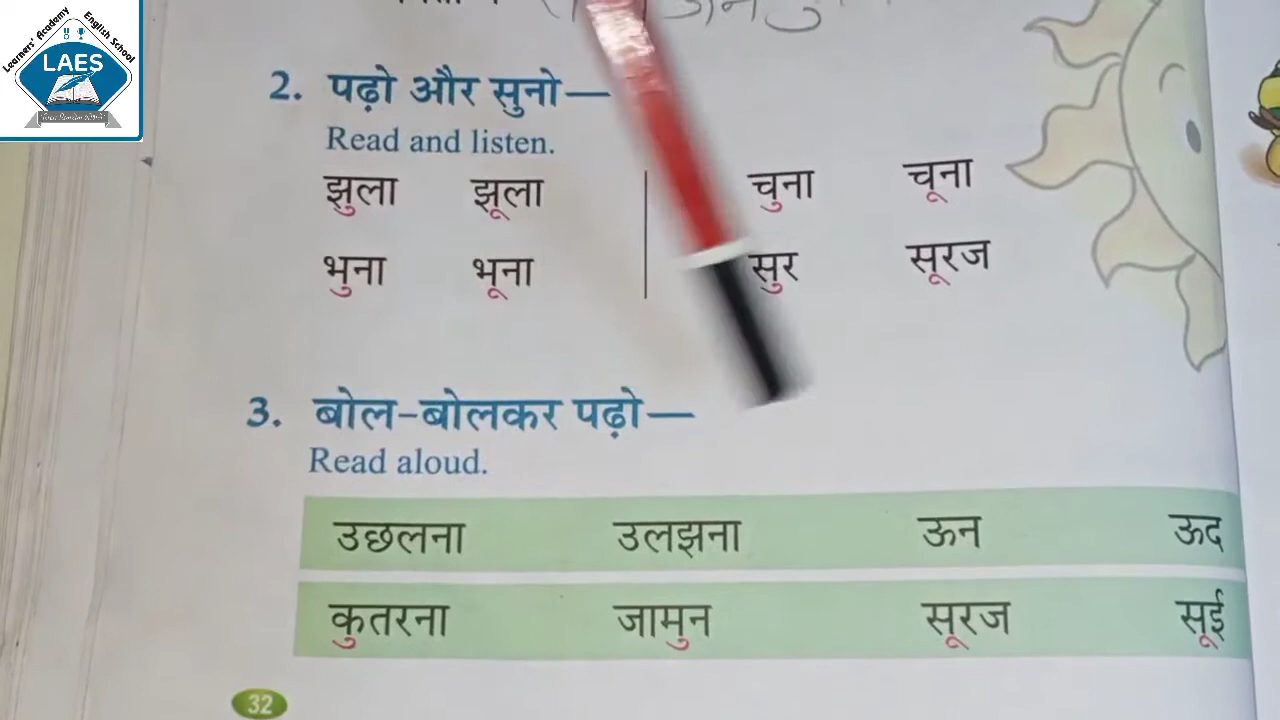 Learners' Academy English School
LAES
2. पढ़ो और सुनो—
Read and listen.
झुला झूला चुना चूना
भुना भूना सुर सूरज
3. बोल-बोलकर पढ़ो—
Read aloud.
उछलना उलझना ऊन ऊद
कुतरना जामुन सूरज सूई
32